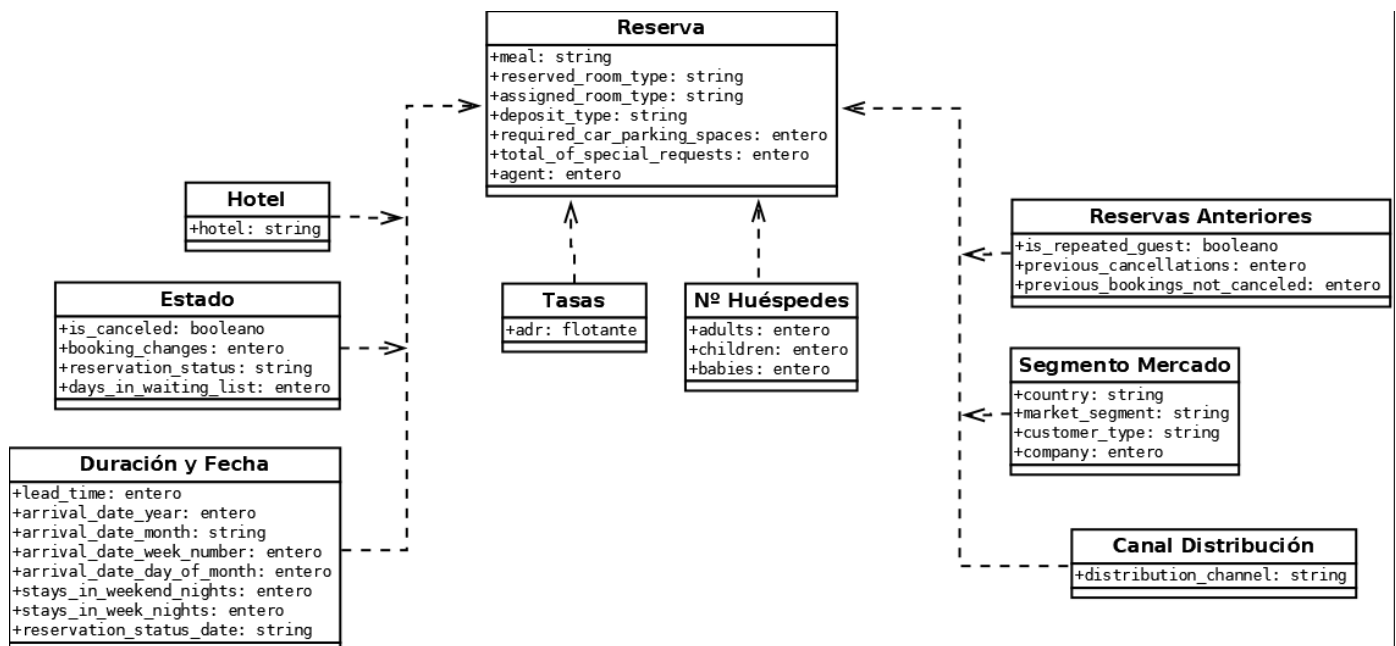 Reserva
+meal: string
+reserved_room_type: string
+assigned_room_type: string
+deposit_type: string
+required_car_parking_spaces: entero
+total_of_special_requests: entero
+agent: entero
Hotel
+hotel: string
Estado
+is_canceled: booleano
+booking_changes: entero
+reservation_status: string
+days_in_waiting_list: entero
Duración y Fecha
+lead_time: entero
+arrival_date_year: entero
+arrival_date_month: string
+arrival_date_week_number: entero
+arrival_date_day_of_month: entero
+stays_in_weekend_nights: entero
+stays_in_week_nights: entero
+reservation_status_date: string
Tasas
+adr: flotante
Nº Huéspedes
+adults: entero
+children: entero
+babies: entero
Reservas Anteriores
+is_repeated_guest: booleano
+previous_cancellations: entero
+previous_bookings_not_canceled: entero
Segmento Mercado
+country: string
+market_segment: string
+customer_type: string
+company: entero
Canal Distribución
+distribution_channel: string